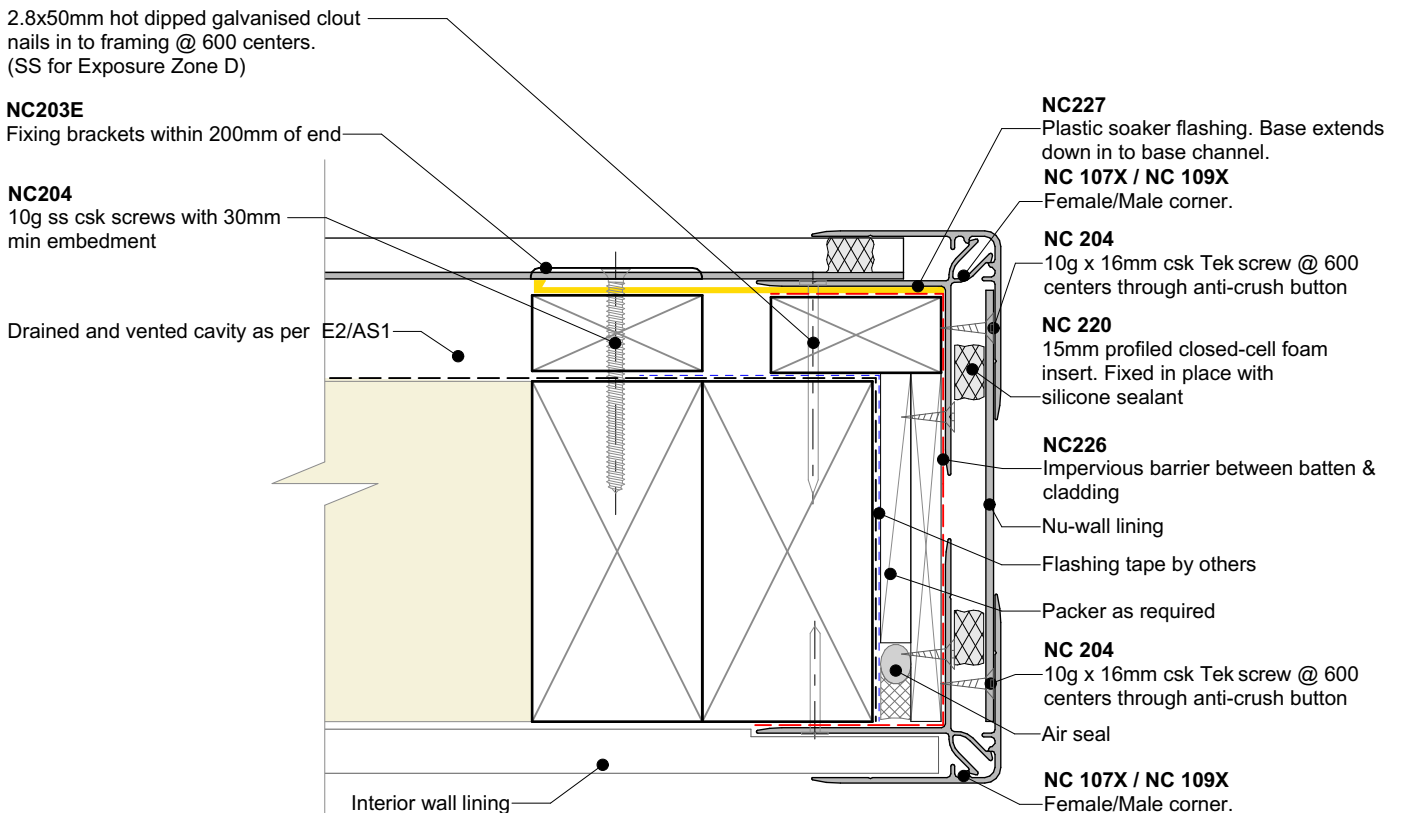 2.8x50mm hot dipped galvanised clout
nails in to framing @ 600 centers.
(SS for Exposure Zone D)
NC203E
Fixing brackets within 200mm of end
NC204
10g ss csk screws with 30mm
min embedment
Drained and vented cavity as per E2/AS1
Interior wall lining
NC227
Plastic soaker flashing. Base extends
down in to base channel.
NC 107X / NC 109X
Female/Male corner.
NC 204
10g x 16mm csk Tek screw @ 600
centers through anti-crush button
NC 220
15mm profiled closed-cell foam
insert. Fixed in place with
silicone sealant
NC226
Impervious barrier between batten &
cladding
Nu-wall lining
Flashing tape by others
Packer as required
NC 204
10g x 16mm csk Tek screw @ 600
centers through anti-crush button
Air seal
NC 107X / NC 109X
Female/Male corner.